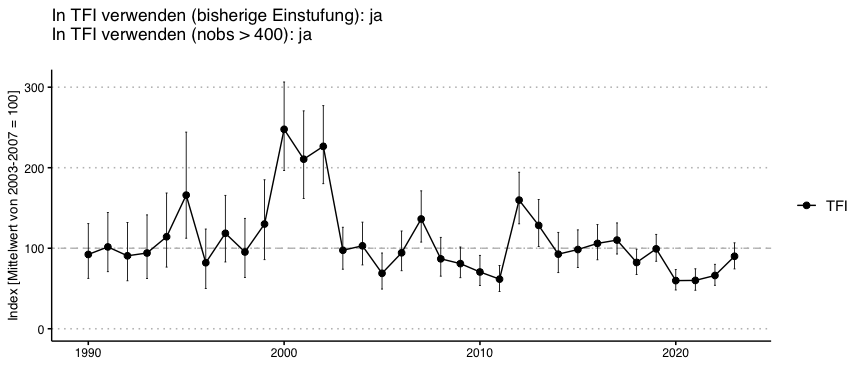 In TFI verwenden (bisherige Einstufung): ja
In TFI verwenden (nobs > 400): ja
Index [Mittelwert von 2003-2007 = 100]
300
200
100
0
1990
2000
2010
2020
TFI